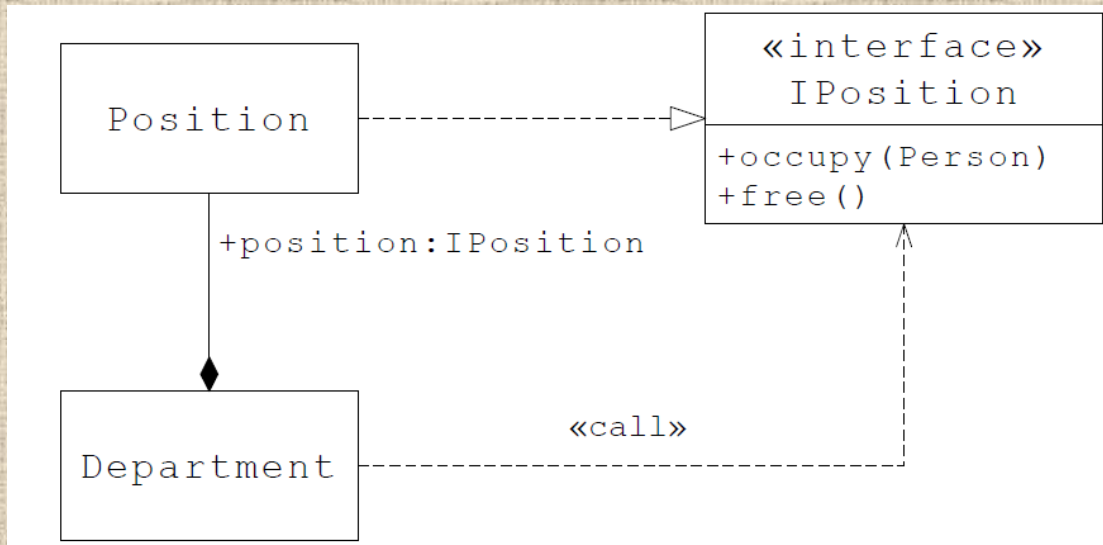 Position
«interface»
IPosition
+occupy(Person)
+free()
+position:IPosition
Department
«call»